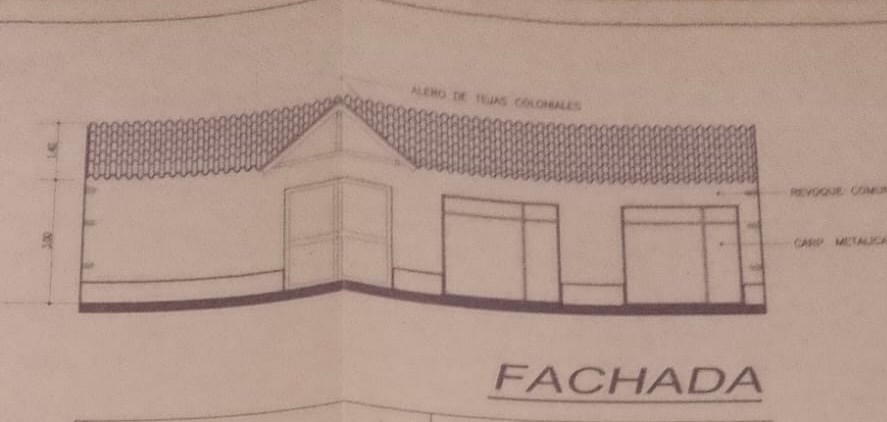 ALERO DE TEJAS COLONIALES
1.40
REVOQUE COMUN
3.00
CARP. METALICA
FACHADA